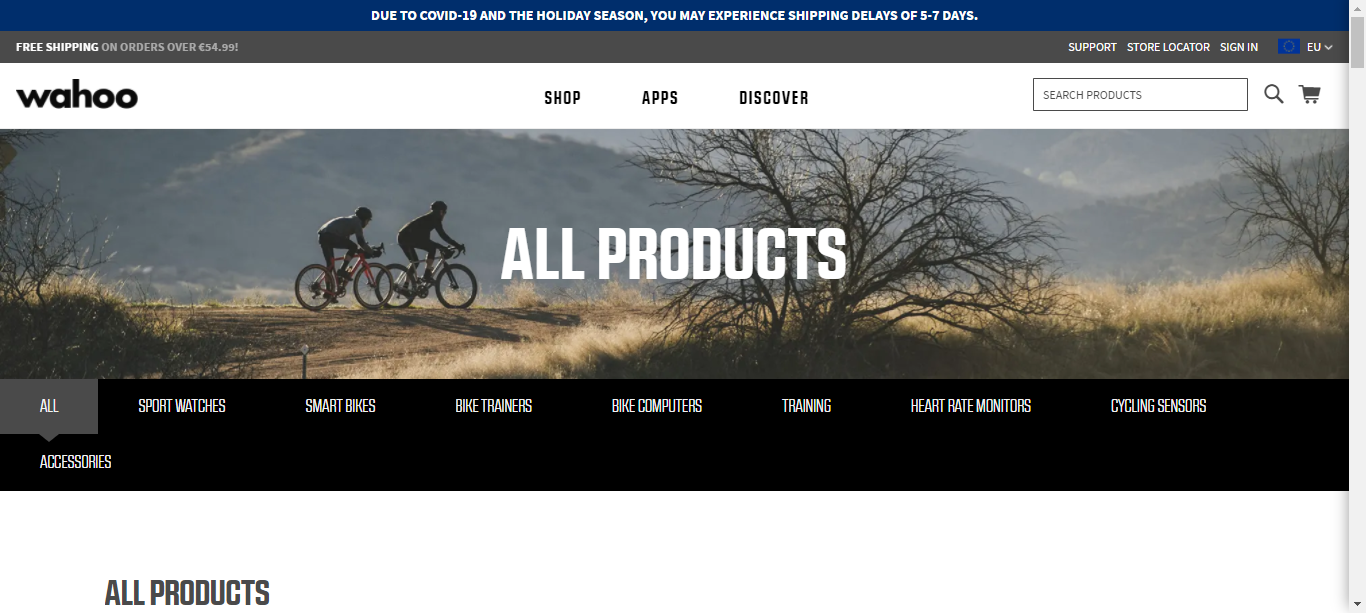 DUE TO COVID-19 AND THE HOLIDAY SEASON, YOU MAY EXPERIENCE SHIPPING DELAYS OF 5-7 DAYS.
FREE SHIPPING ON ORDERS OVER €54.99!
SUPPORT STORE LOCATOR SIGN IN EU
wahoo
SHOP APPS DISCOVER
SEARCH PRODUCTS
ALL PRODUCTS
ALL SPORT WATCHES SMART BIKES BIKE TRAINERS BIKE COMPUTERS TRAINING HEART RATE MONITORS CYCLING SENSORS
ACCESSORIES
ALL PRODUCTS